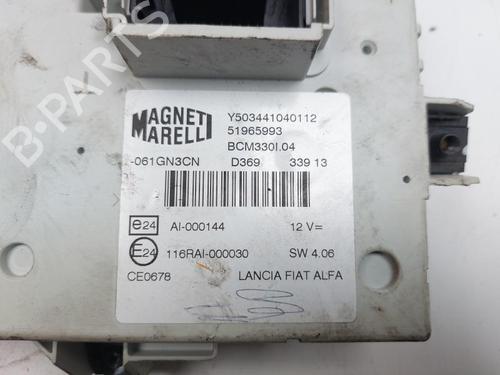 B-PARTS
MAGNETI
MARELLI
Y503441040112
51965993
BCM330I.04
-061GN3CN D369 339 13
e24 AI-000144 12 V=
E24 116RAI-000030 SW 4.06
CE0678 LANCIA FIAT ALFA